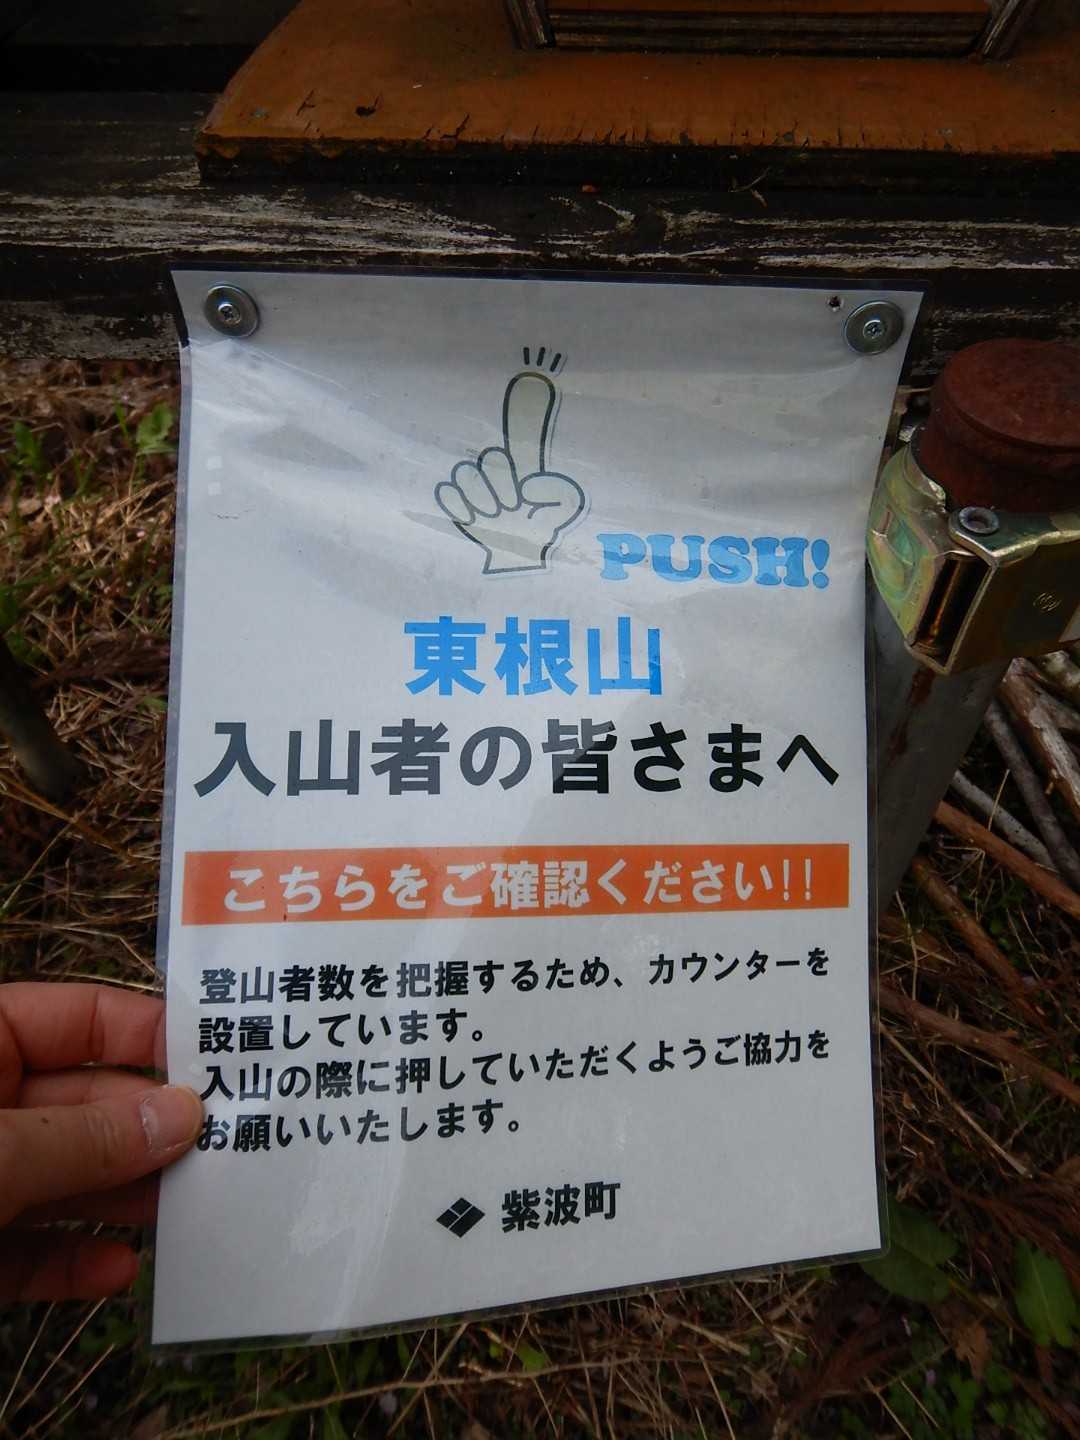 PUSH!
東根山
入山者の皆さまへ
こちらをご確認ください!!
登山者数を把握するため、カウンターを
設置しています。
入山の際に押していただくようご協力を
お願いいたします。
紫波町